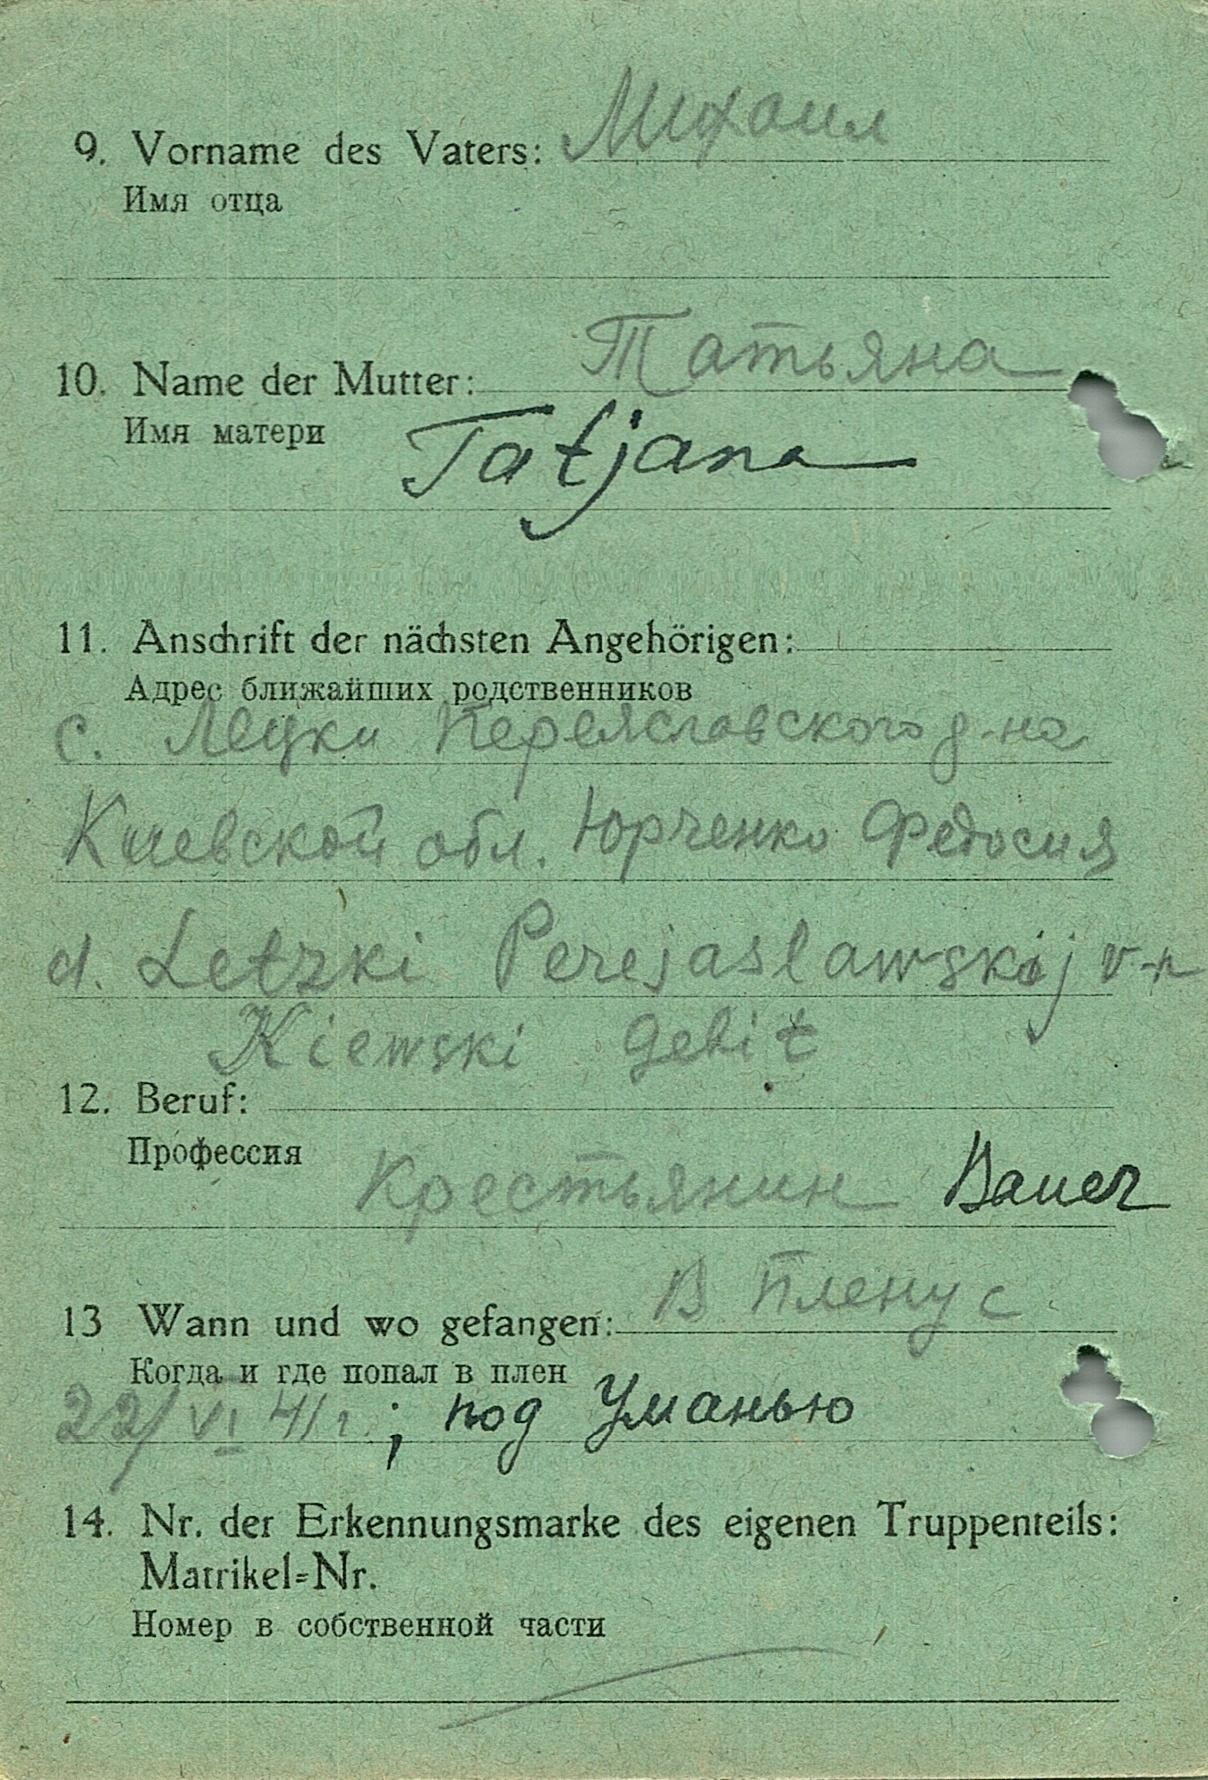 9. Vorname des Vaters: Михаил
Имя отца
10. Name der Mutter: Татьяна
Имя матери
Tatjana
11. Anschrift der nächsten Angehörigen:
Адрес ближайших родственников
с. Лецки Переяславского р-на
Киевской обл. Юрченко Федосия
d. Letzki Perejaslawskij r-n
Kiewski Gebit
12. Beruf:
Профессия
Крестьянин Bauer
13 Wann und wo gefangen: В плену с
Когда и где попал в плен
22/VI 41 г.; под Уманью
14. Nr. der Erkennungsmarke des eigenen Truppenteils:
Matrikel=Nr.
Номер в собственной части